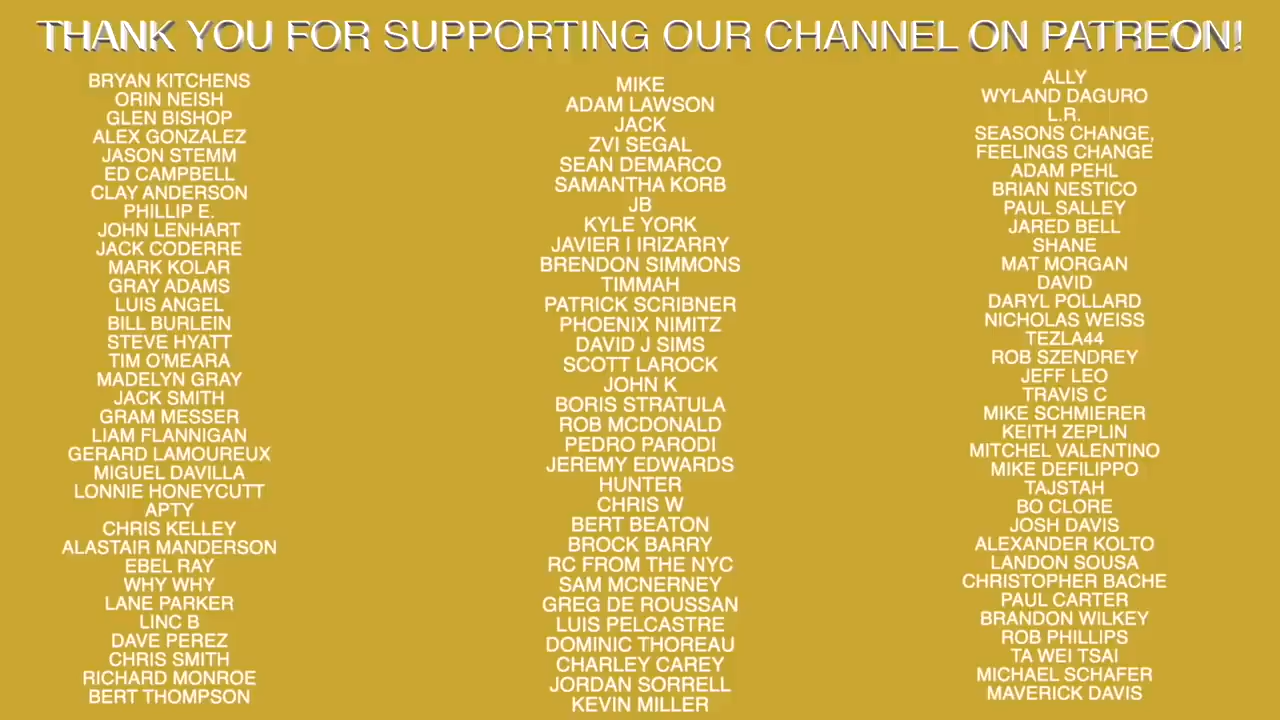 THANK YOU FOR SUPPORTING OUR CHANNEL ON PATREON!
BRYAN KITCHENS
ORIN NEISH
GLEN BISHOP
ALEX GONZALEZ
JASON STEMM
ED CAMPBELL
CLAY ANDERSON
PHILLIP E.
JOHN LENHART
JACK CODERRE
MARK KOLAR
GRAY ADAMS
LUIS ANGEL
BILL BURLEIN
STEVE HYATT
TIM O'MEARA
MADELYN GRAY
JACK SMITH
GRAM MESSER
LIAM FLANNIGAN
GERARD LAMOUREUX
MIGUEL DAVILLA
LONNIE HONEYCUTT
APTY
CHRIS KELLEY
ALASTAIR MANDERSON
EBEL RAY
WHY WHY
LANE PARKER
LINC B
DAVE PEREZ
CHRIS SMITH
RICHARD MONROE
BERT THOMPSON
MIKE
ADAM LAWSON
JACK
ZVI SEGAL
SEAN DEMARCO
SAMANTHA KORB
JB
KYLE YORK
JAVIER I IRIZARRY
BRENDON SIMMONS
TIMMAH
PATRICK SCRIBNER
PHOENIX NIMITZ
DAVID J SIMS
SCOTT LAROCK
JOHN K
BORIS STRATULA
ROB MCDONALD
PEDRO PARODI
JEREMY EDWARDS
HUNTER
CHRIS W
BERT BEATON
BROCK BARRY
RC FROM THE NYC
SAM MCNERNEY
GREG DE ROUSSAN
LUIS PELCASTRE
DOMINIC THOREAU
CHARLEY CAREY
JORDAN SORRELL
KEVIN MILLER
ALLY
WYLAND DAGURO
L.R.
SEASONS CHANGE,
FEELINGS CHANGE
ADAM PEHL
BRIAN NESTICO
PAUL SALLEY
JARED BELL
SHANE
MAT MORGAN
DAVID
DARYL POLLARD
NICHOLAS WEISS
TEZLA44
ROB SZENDREY
JEFF LEO
TRAVIS C
MIKE SCHMIERER
KEITH ZEPLIN
MITCHEL VALENTINO
MIKE DEFILIPPO
TAJSTAH
BO CLORE
JOSH DAVIS
ALEXANDER KOLTO
LANDON SOUSA
CHRISTOPHER BACHE
PAUL CARTER
BRANDON WILKEY
ROB PHILLIPS
TA WEI TSAI
MICHAEL SCHAFER
MAVERICK DAVIS